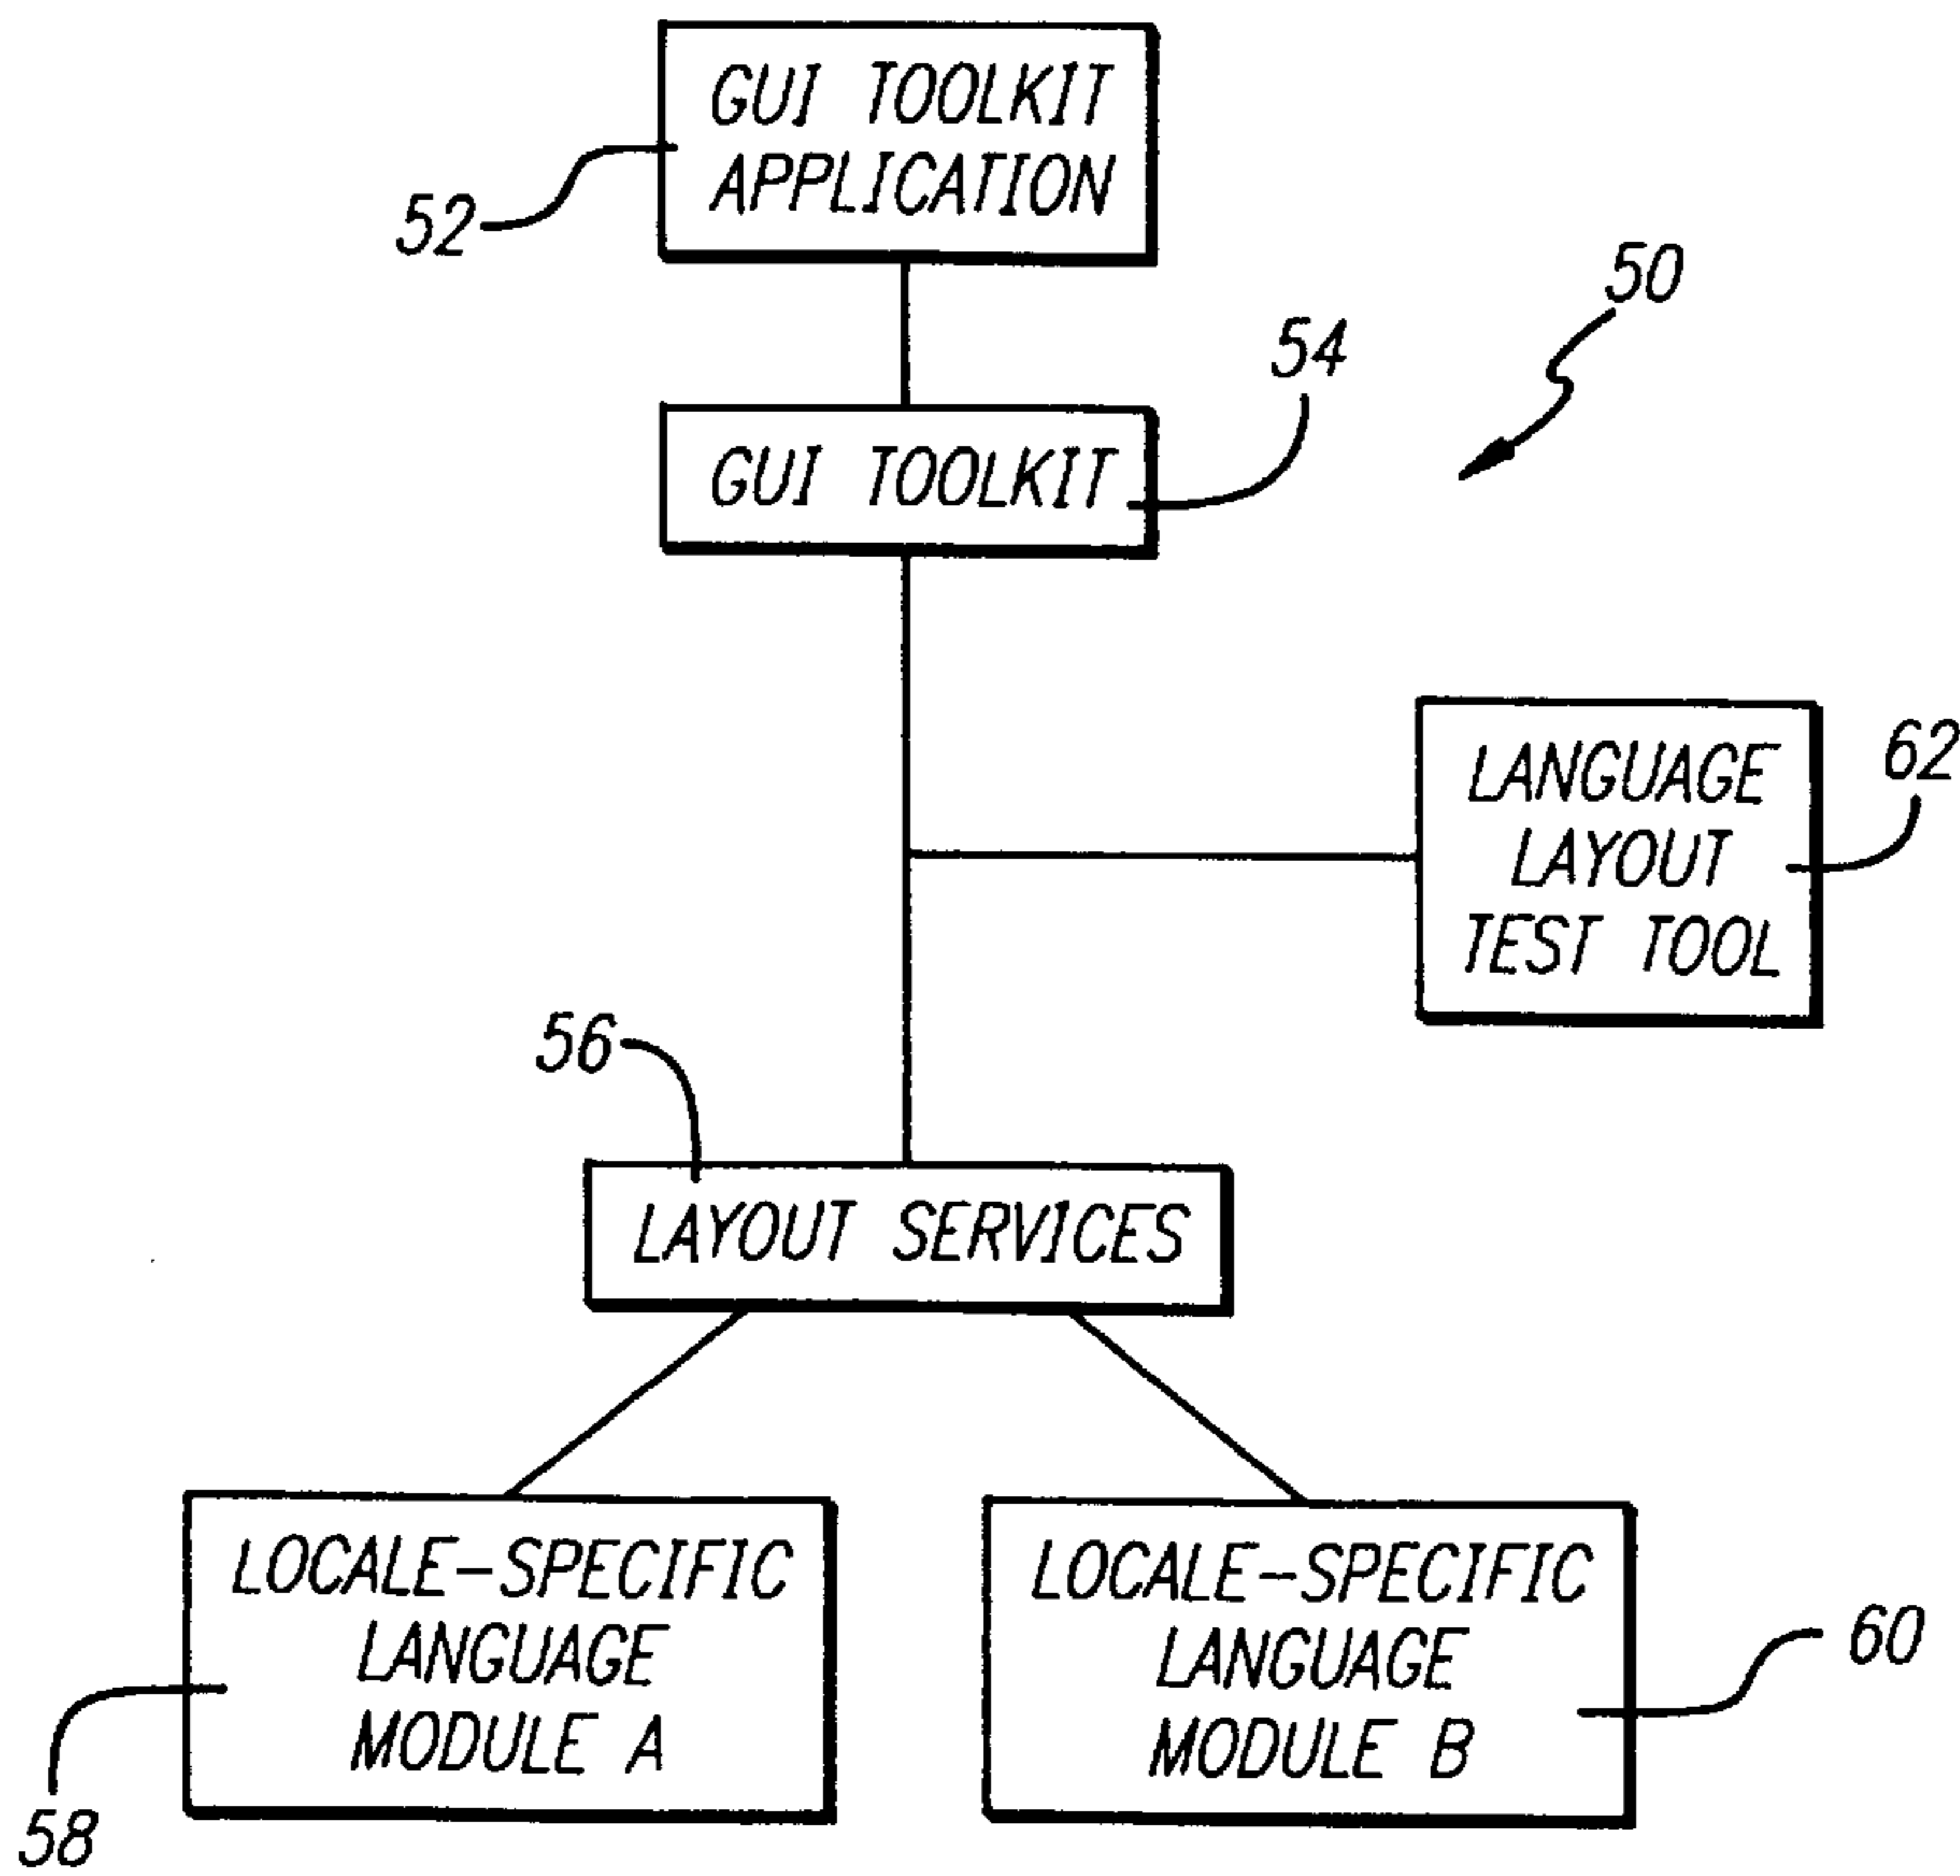 GUI TOOLKIT
APPLICATION
52
50
54
GUI TOOLKIT
LANGUAGE
LAYOUT
TEST TOOL
62
56
LAYOUT SERVICES
LOCALE-SPECIFIC
LANGUAGE
MODULE A
58
LOCALE-SPECIFIC
LANGUAGE
MODULE B
60